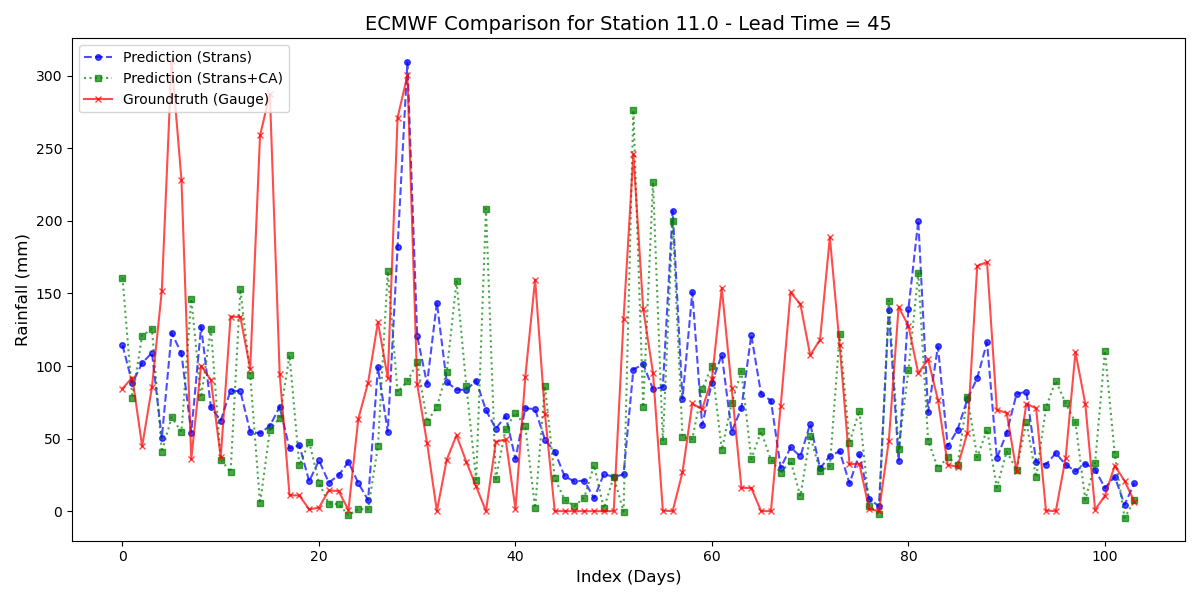 ECMWF Comparison for Station 11.0 - Lead Time = 45
Prediction (Strans)
Prediction (Strans+CA)
Groundtruth (Gauge)
Rainfall (mm)
300
250
200
150
100
50
0
0 20 40 60 80 100
Index (Days)